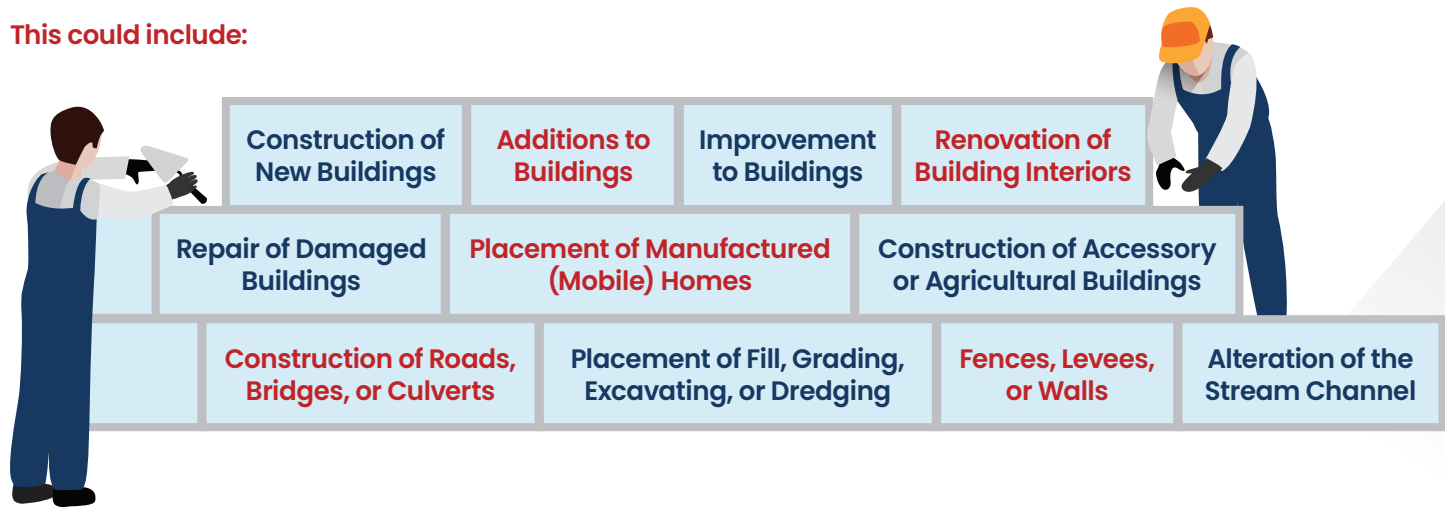 This could include:
Construction of
New Buildings
Additions to
Buildings
Improvement
to Buildings
Renovation of
Building Interiors
Repair of Damaged
Buildings
Placement of Manufactured
(Mobile) Homes
Construction of Accessory
or Agricultural Buildings
Construction of Roads,
Bridges, or Culverts
Placement of Fill, Grading,
Excavating, or Dredging
Fences, Levees,
or Walls
Alteration of the
Stream Channel